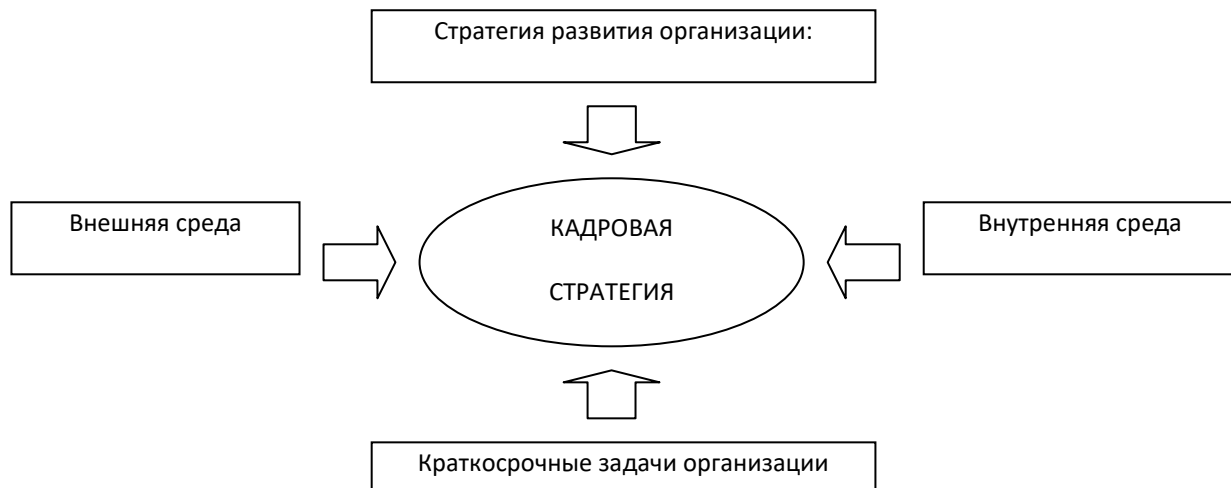 Стратегия развития организации:
Внешняя среда
КАДРОВАЯ
СТРАТЕГИЯ
Внутренняя среда
Краткосрочные задачи организации